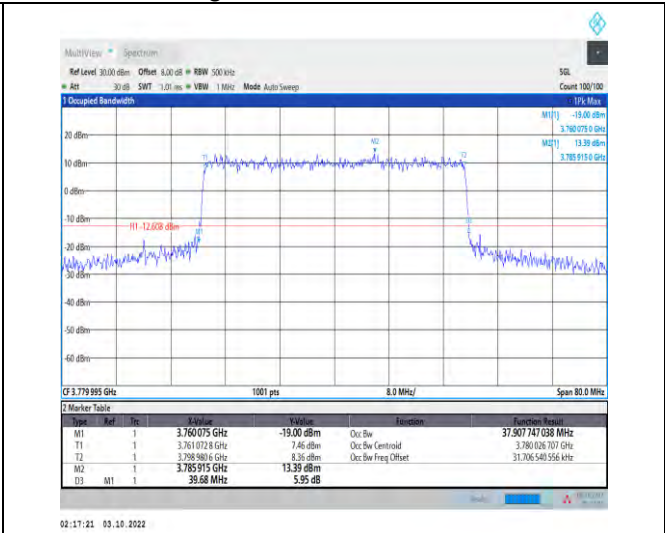 MultiView Spectrum
Ref Level 30.00 dBm Offset 8.00 dB RBW 500 kHz SGL
Att 30 dB SWT 1.01 ms VBW 1 MHz Mode Auto Sweep Count 100/100
1 Occupied Bandwidth 1Pk Max
M1[1] -19.00 dBm
3.760 075 0 GHz
M2[1] 13.39 dBm
3.785 915 0 GHz
20 dBm
M2
T1 T2
10 dBm
0 dBm
-10 dBm
H1 -12.608 dBm
M1
-20 dBm
-30 dBm
-40 dBm
-50 dBm
-60 dBm
CF 3.779 995 GHz 1001 pts 8.0 MHz/ Span 80.0 MHz
2 Marker Table
Type Ref Trc X-Value Y-Value Function Function Result
M1 1 3.760 075 GHz -19.00 dBm Occ Bw 37.907 747 038 MHz
T1 1 3.761 072 8 GHz 7.46 dBm Occ Bw Centroid 3.780 026 707 GHz
T2 1 3.798 980 6 GHz 8.36 dBm Occ Bw Freq Offset 31.706 540 556 kHz
M2 1 3.785 915 GHz 13.39 dBm
D3 M1 1 39.68 MHz 5.95 dB
02:17:21 03.10.2022